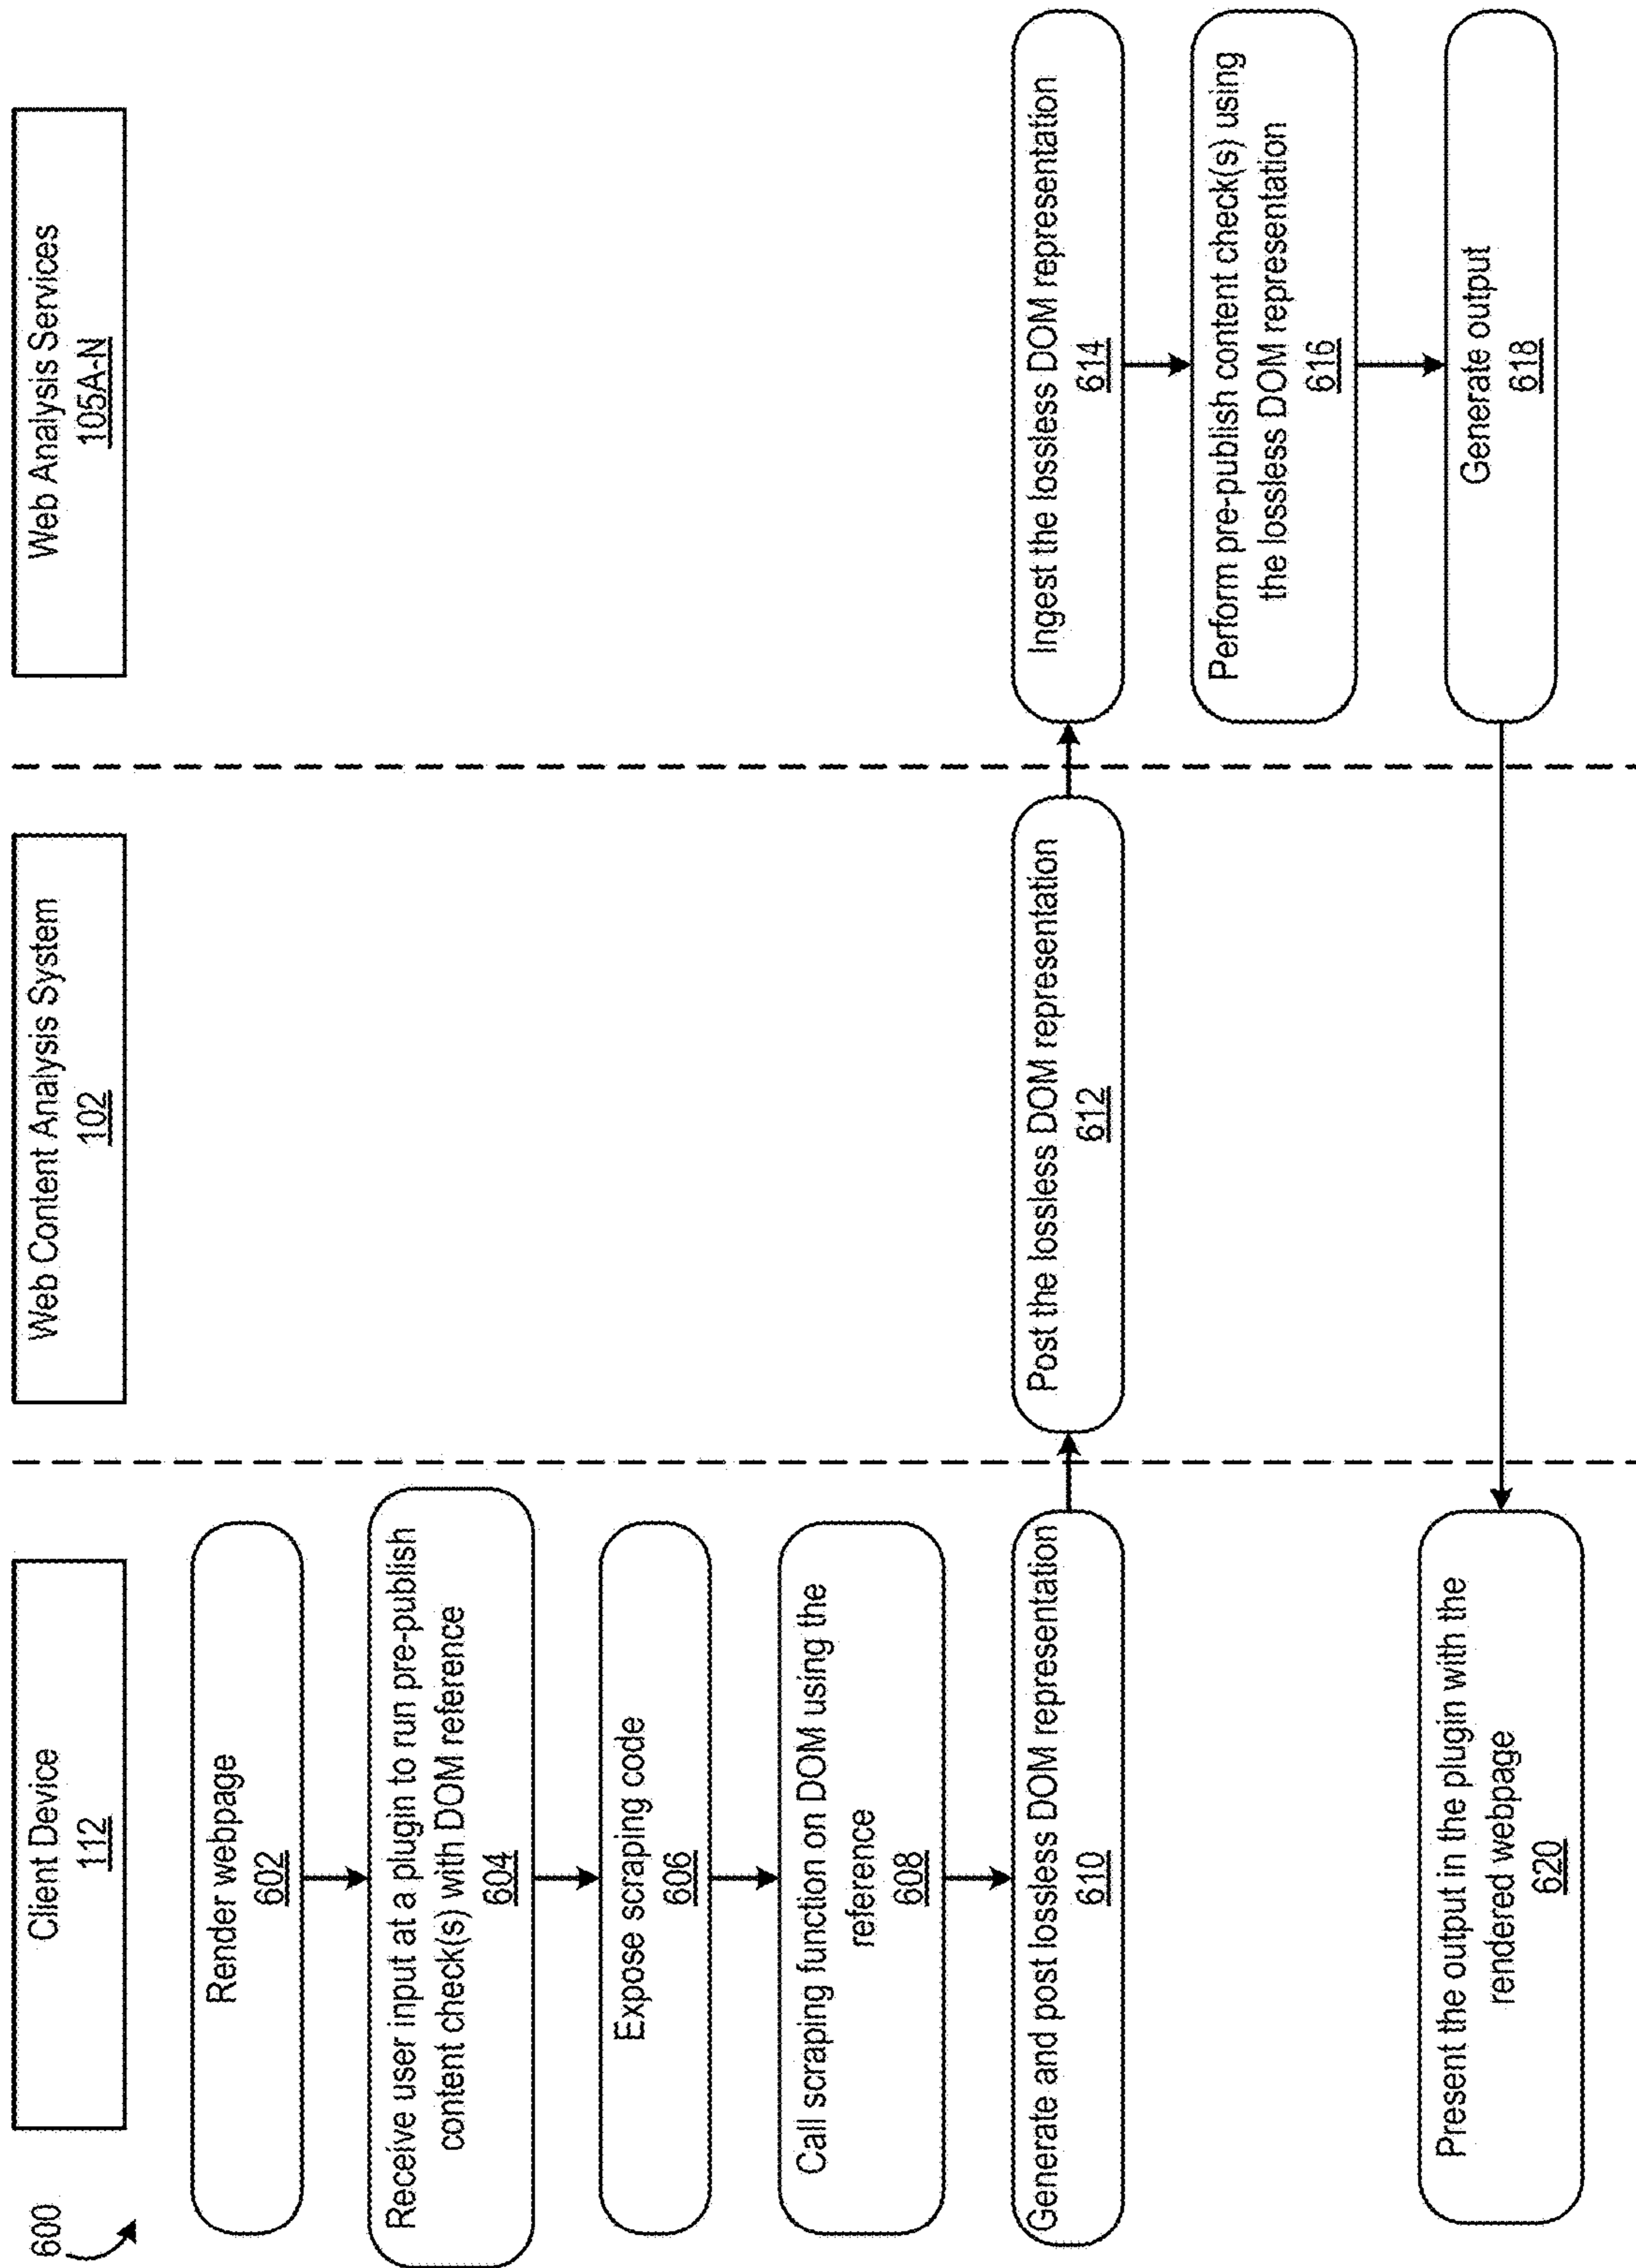 600
Client Device
112
Web Content Analysis System
102
Web Analysis Services
105A-N
Render webpage
602
Receive user input at a plugin to run pre-publish
content check(s) with DOM reference
604
Expose scraping code
606
Call scraping function on DOM using the
reference
608
Generate and post lossless DOM representation
610
Post the lossless DOM representation
612
Ingest the lossless DOM representation
614
Perform pre-publish content check(s) using
the lossless DOM representation
616
Generate output
618
Present the output in the plugin with the
rendered webpage
620